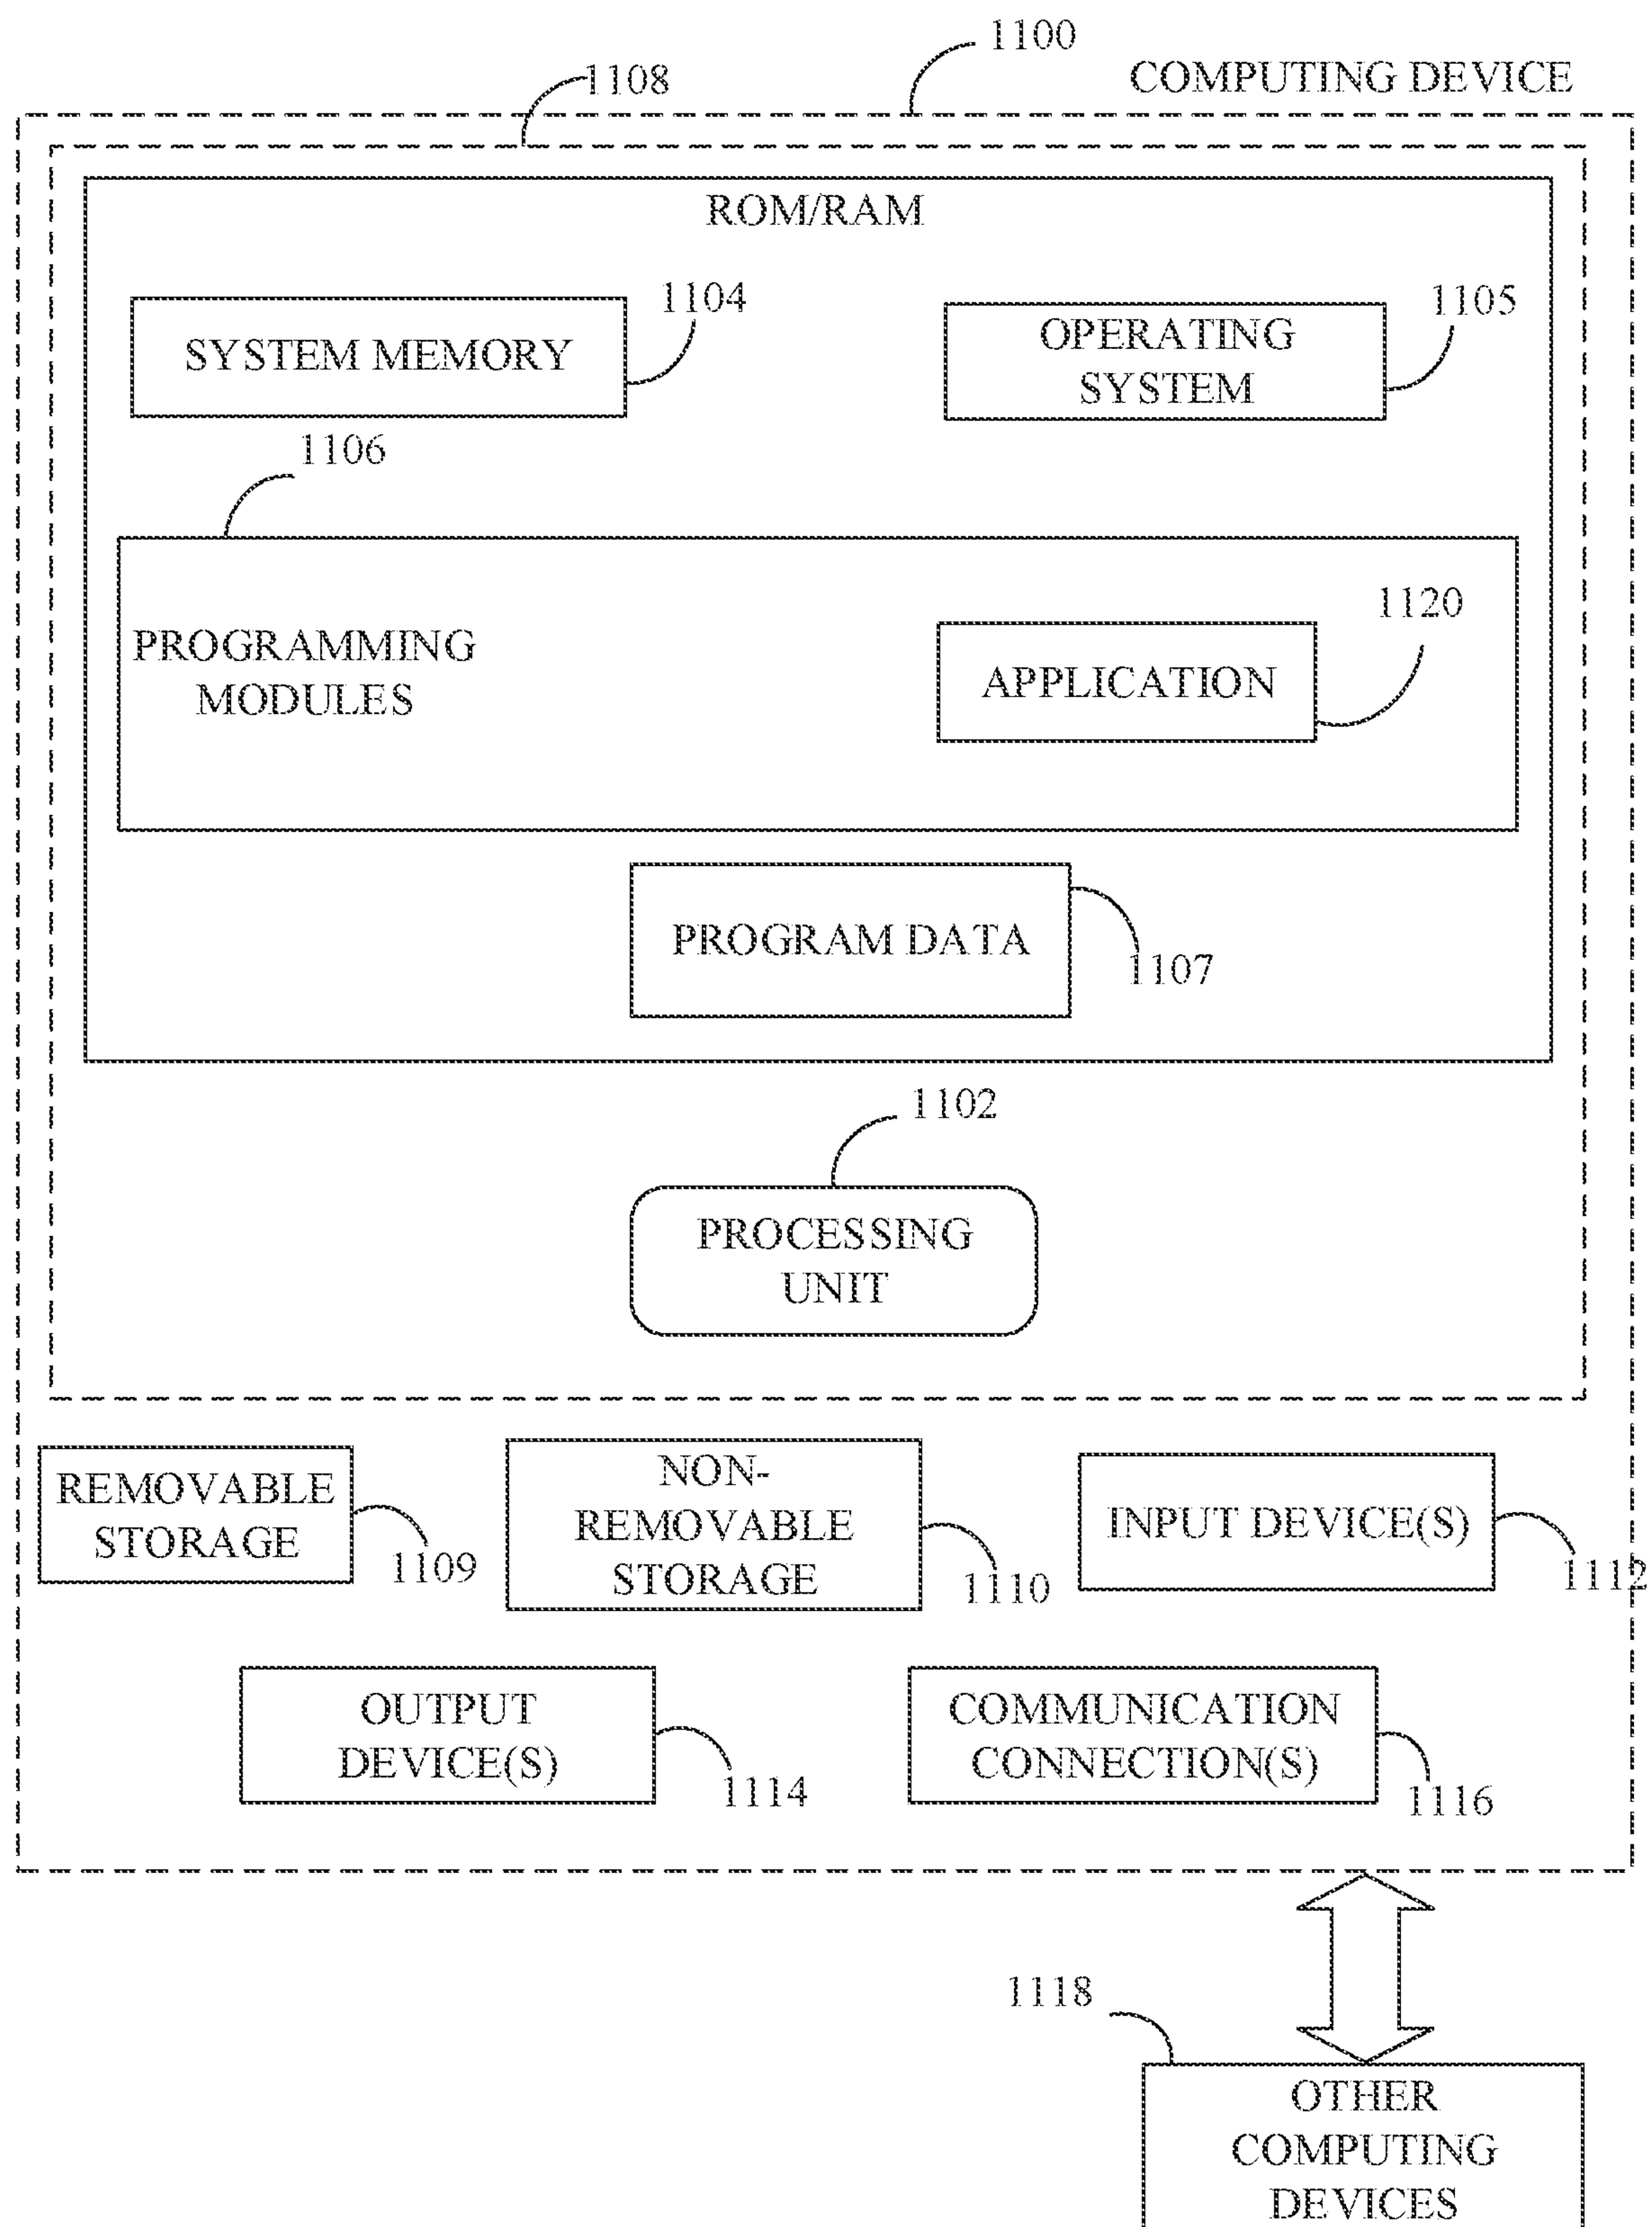 1100
COMPUTING DEVICE
1108
ROM/RAM
1104
SYSTEM MEMORY
1105
OPERATING
SYSTEM
1106
PROGRAMMING
MODULES
1120
APPLICATION
PROGRAM DATA
1107
1102
PROCESSING
UNIT
REMOVABLE
STORAGE
1109
NON-
REMOVABLE
STORAGE
1110
INPUT DEVICE(S)
1112
OUTPUT
DEVICE(S)
1114
COMMUNICATION
CONNECTION(S)
1116
1118
OTHER
COMPUTING
DEVICES